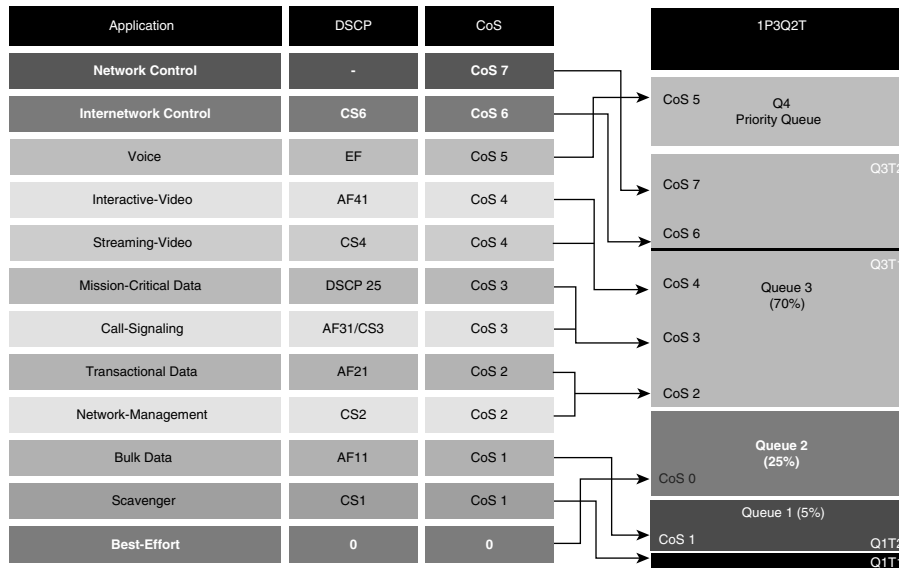 Application DSCP CoS 1P3Q2T
Network Control - CoS 7
Internetwork Control CS6 CoS 6
Voice EF CoS 5
Interactive-Video AF41 CoS 4
Streaming-Video CS4 CoS 4
Mission-Critical Data DSCP 25 CoS 3
Call-Signaling AF31/CS3 CoS 3
Transactional Data AF21 CoS 2
Network-Management CS2 CoS 2
Bulk Data AF11 CoS 1
Scavenger CS1 CoS 1
Best-Effort 0 0
CoS 5 Q4
Priority Queue
Q3T2
CoS 7
CoS 6
Q3T1
CoS 4 Queue 3
(70%)
CoS 3
CoS 2
Queue 2
(25%)
CoS 0
Queue 1 (5%)
CoS 1 Q1T2
Q1T1